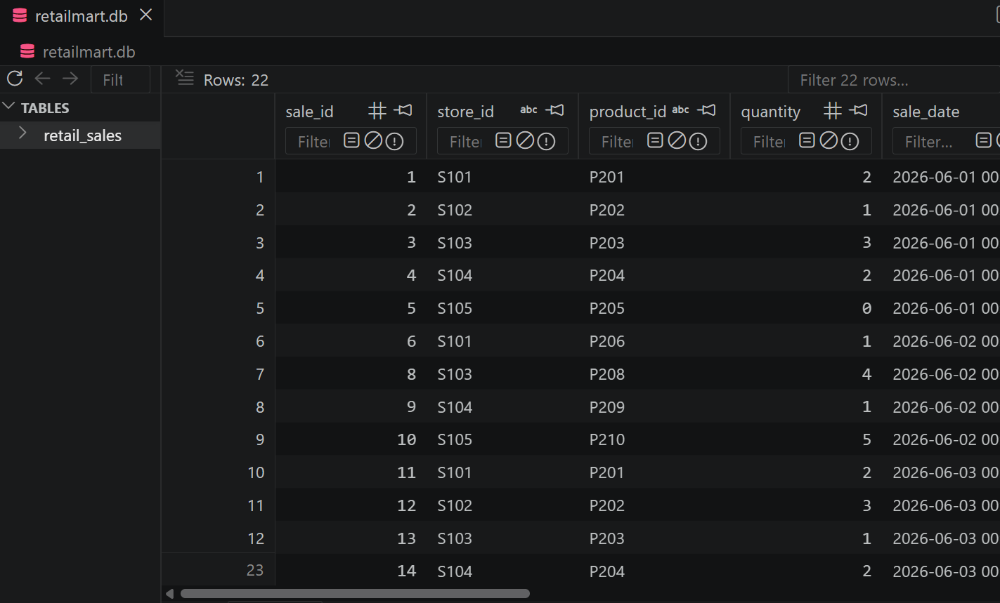 retailmart.db
retailmart.db
Filt
Rows: 22
Filter 22 rows...
TABLES
retail_sales
sale_id store_id abc product_id abc quantity sale_date
Filte Filte Filte Filte Filter...
1 1 S101 P201 2 2026-06-01 00
2 2 S102 P202 1 2026-06-01 00
3 3 S103 P203 3 2026-06-01 00
4 4 S104 P204 2 2026-06-01 00
5 5 S105 P205 0 2026-06-01 00
6 6 S101 P206 1 2026-06-02 00
7 8 S103 P208 4 2026-06-02 00
8 9 S104 P209 1 2026-06-02 00
9 10 S105 P210 5 2026-06-02 00
10 11 S101 P201 2 2026-06-03 00
11 12 S102 P202 3 2026-06-03 00
12 13 S103 P203 1 2026-06-03 00
23 14 S104 P204 2 2026-06-03 00